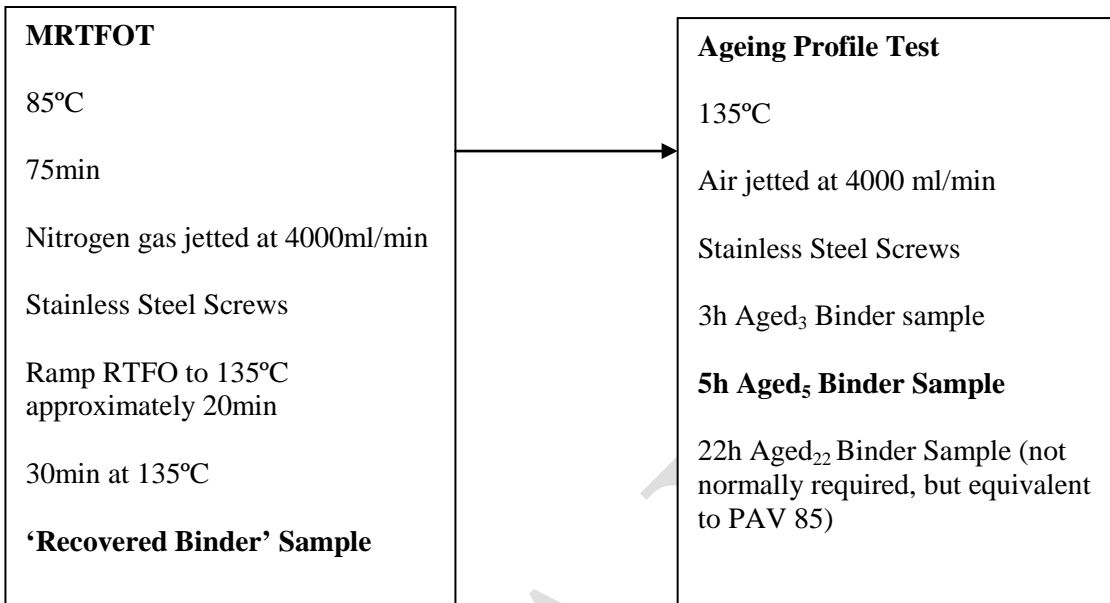 MRTFOT
85ºC
75min
Nitrogen gas jetted at 4000ml/min
Stainless Steel Screws
Ramp RTFO to 135ºC
approximately 20min
30min at 135ºC
‘Recovered Binder’ Sample
Ageing Profile Test
135ºC
Air jetted at 4000 ml/min
Stainless Steel Screws
3h Aged₃ Binder sample
5h Aged₅ Binder Sample
22h Aged₂₂ Binder Sample (not
normally required, but equivalent
to PAV 85)